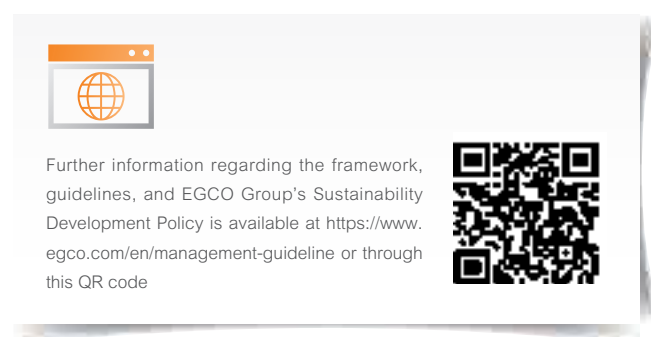 Further information regarding the framework,
guidelines, and EGCO Group's Sustainability
Development Policy is available at https://www.
egco.com/en/management-guideline or through
this QR code